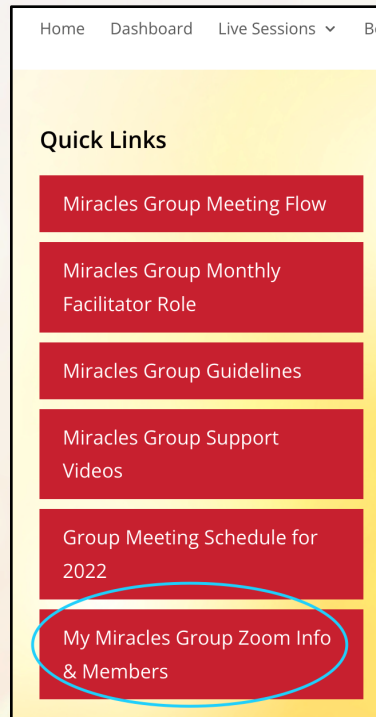 Home Dashboard Live Sessions
Quick Links
Miracles Group Meeting Flow
Miracles Group Monthly
Facilitator Role
Miracles Group Guidelines
Miracles Group Support
Videos
Group Meeting Schedule for
2022
My Miracles Group Zoom Info
& Members